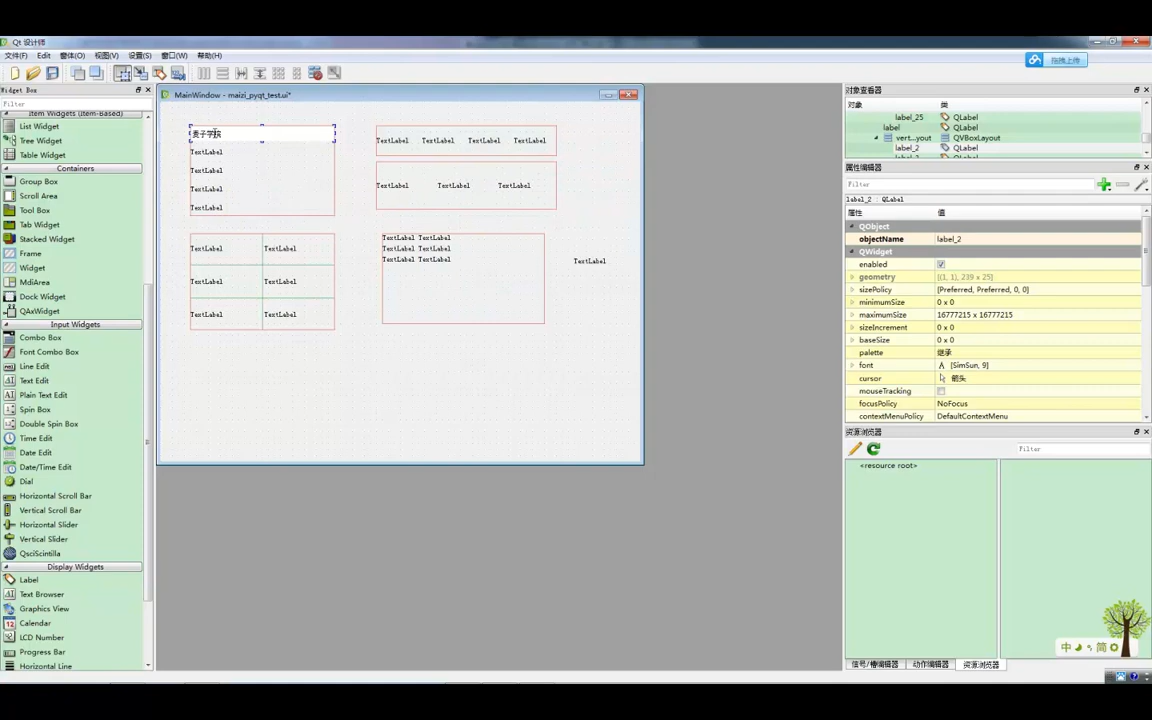 Qt 设计师
文件(F) Edit 窗体(O) 视图(V) 设置(S) 窗口(W) 帮助(H)
拖拽上传
Widget Box
Filter
Item Widgets (Item-Based)
List Widget
Tree Widget
Table Widget
Containers
Group Box
Scroll Area
Tool Box
Tab Widget
Stacked Widget
Frame
Widget
MdiArea
Dock Widget
QAxWidget
Input Widgets
Combo Box
Font Combo Box
Line Edit
Text Edit
Plain Text Edit
Spin Box
Double Spin Box
Time Edit
Date Edit
Date/Time Edit
Dial
Horizontal Scroll Bar
Vertical Scroll Bar
Horizontal Slider
Vertical Slider
QsciScintilla
Display Widgets
Label
Text Browser
Graphics View
Calendar
LCD Number
Progress Bar
Horizontal Line
MainWindow - maizi_pyqt_test.ui*
麦子学院
TextLabel
TextLabel
TextLabel
TextLabel
TextLabel TextLabel TextLabel TextLabel
TextLabel TextLabel TextLabel
TextLabel TextLabel
TextLabel TextLabel
TextLabel TextLabel
TextLabel TextLabel
TextLabel TextLabel
TextLabel TextLabel
TextLabel
对象查看器
对象 类
label_25 QLabel
label QLabel
vert...yout QVBoxLayout
label_2 QLabel
属性编辑器
Filter
label_2 : QLabel
属性 值
QObject
objectName label_2
QWidget
enabled
geometry [(1, 1), 239 x 25]
sizePolicy [Preferred, Preferred, 0, 0]
minimumSize 0 x 0
maximumSize 16777215 x 16777215
sizeIncrement 0 x 0
baseSize 0 x 0
palette 继承
font A [SimSun, 9]
cursor 箭头
mouseTracking
focusPolicy NoFocus
contextMenuPolicy DefaultContextMenu
资源浏览器
Filter
<resource root>
中 简
信号/槽编辑器 动作编辑器 资源浏览器